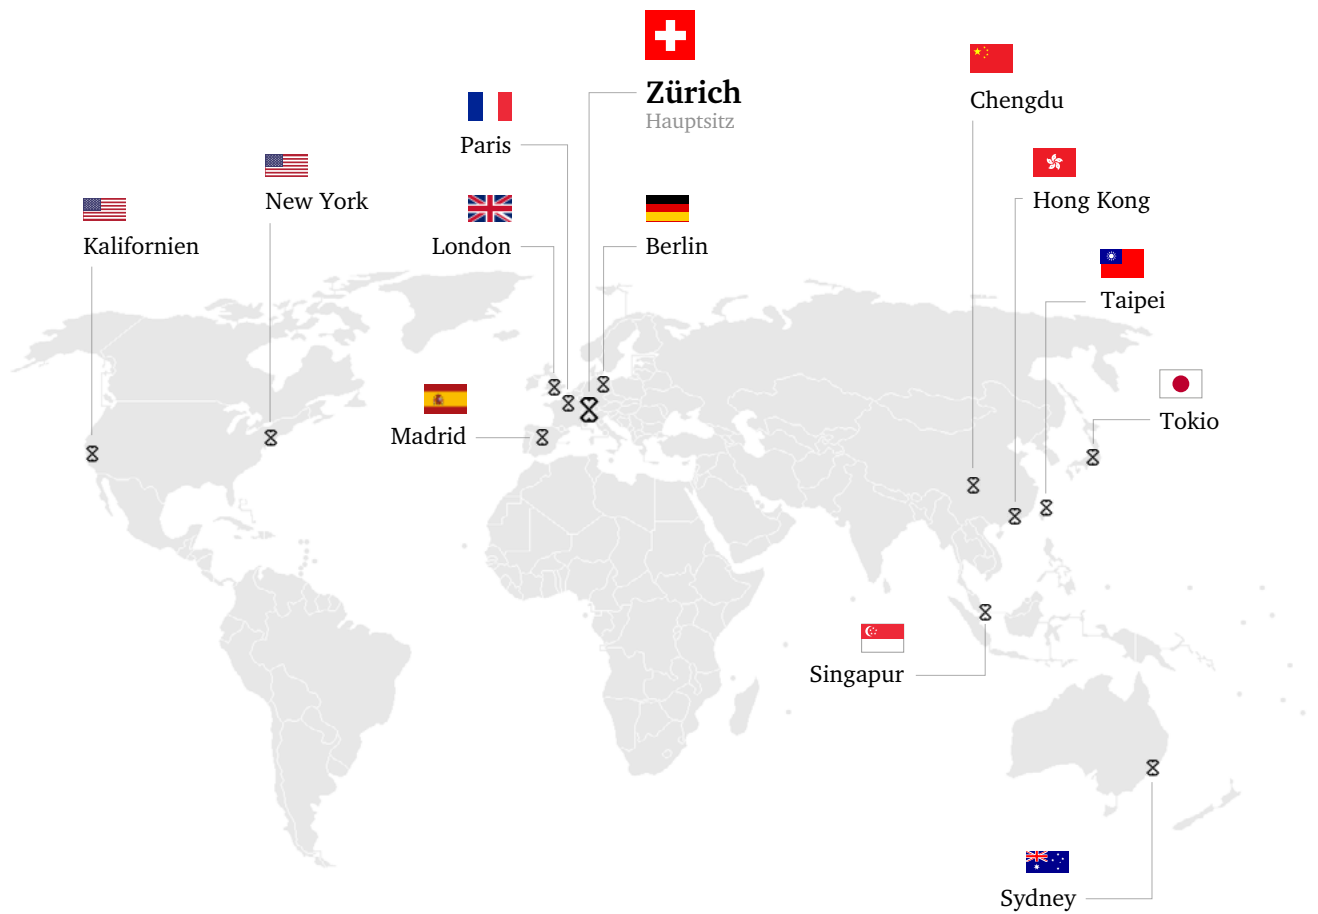 Zürich
Hauptsitz
Chengdu
Paris
Hong Kong
New York
Kalifornien
London
Berlin
Taipei
Madrid
Tokio
Singapur
Sydney